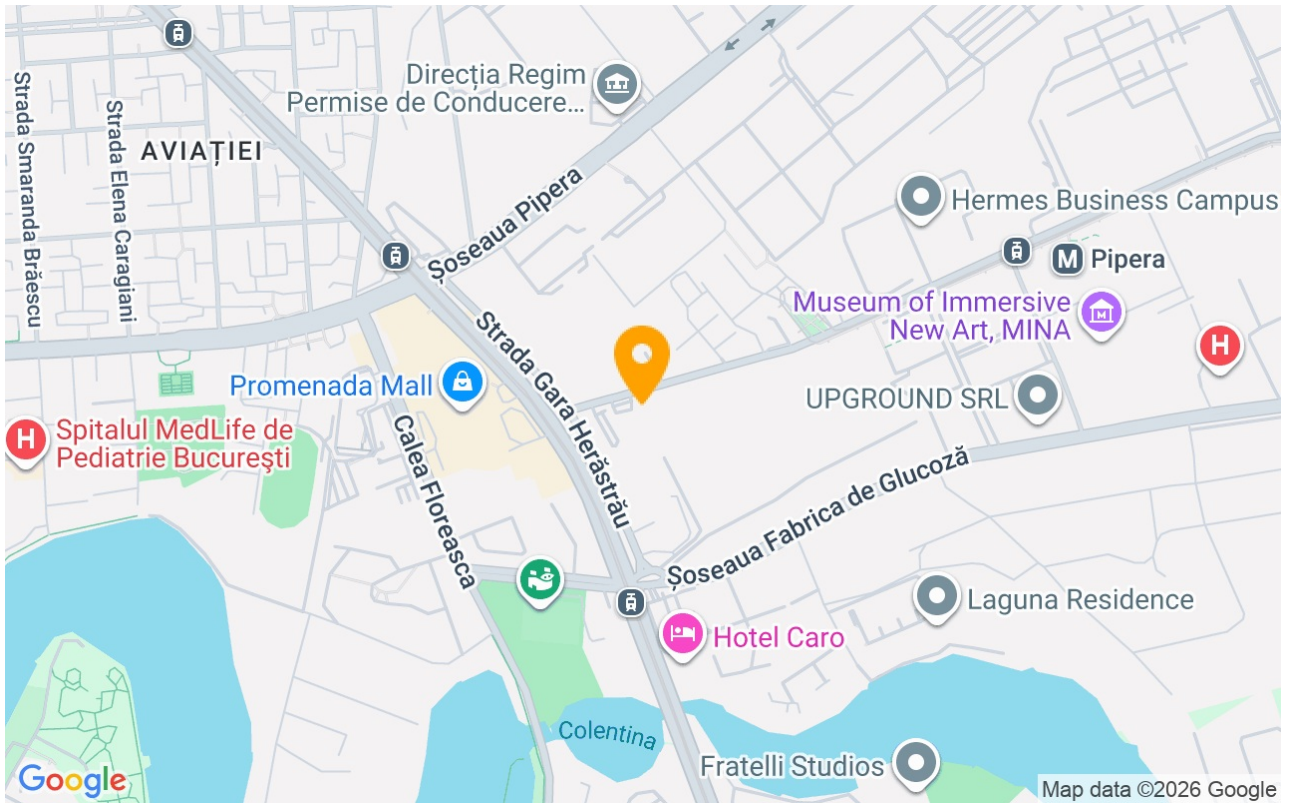 Direcția Regim
Permise de Conducere...
Strada Smaranda Brăescu
Strada Elena Caragiani
AVIAȚIEI
Șoseaua Pipera
Hermes Business Campus
M Pipera
Museum of Immersive
New Art, MINA
H
Strada Gara Herăstrău
Promenada Mall
UPGROUND SRL
H
Spitalul MedLife de
Pediatrie Bucureşti
Calea Floreasca
Șoseaua Fabrica de Glucoză
Laguna Residence
Hotel Caro
Colentina
Fratelli Studios
Google
Map data ©2026 Google